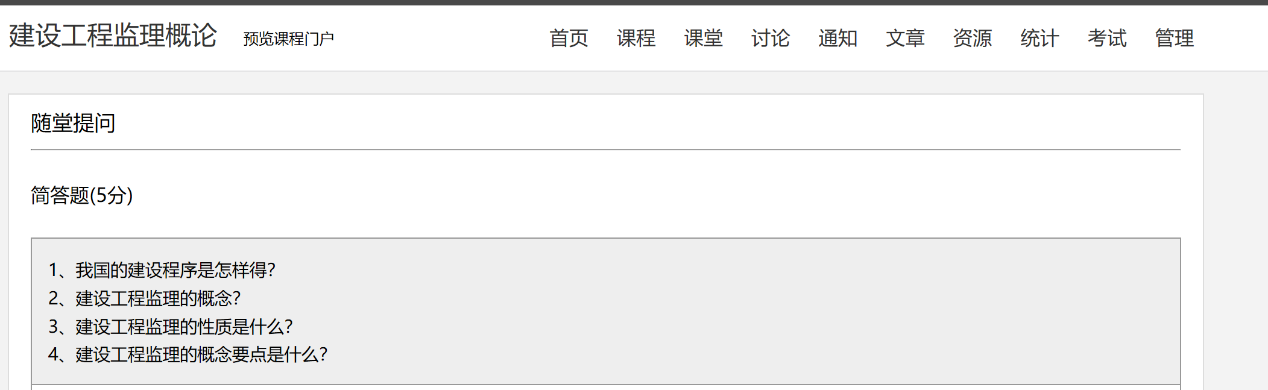 建设工程监理概论 预览课程门户 首页 课程 课堂 讨论 通知 文章 资源 统计 考试 管理
随堂提问
简答题(5分)
1、我国的建设程序是怎样得?
2、建设工程监理的概念?
3、建设工程监理的性质是什么?
4、建设工程监理的概念要点是什么?